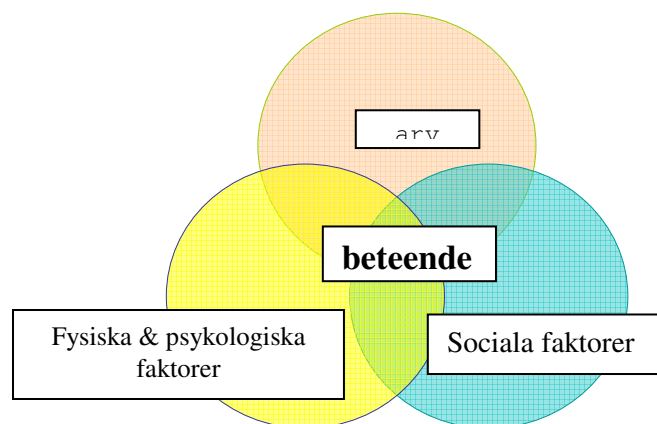 arv
beteende
Fysiska & psykologiska
faktorer
Sociala faktorer